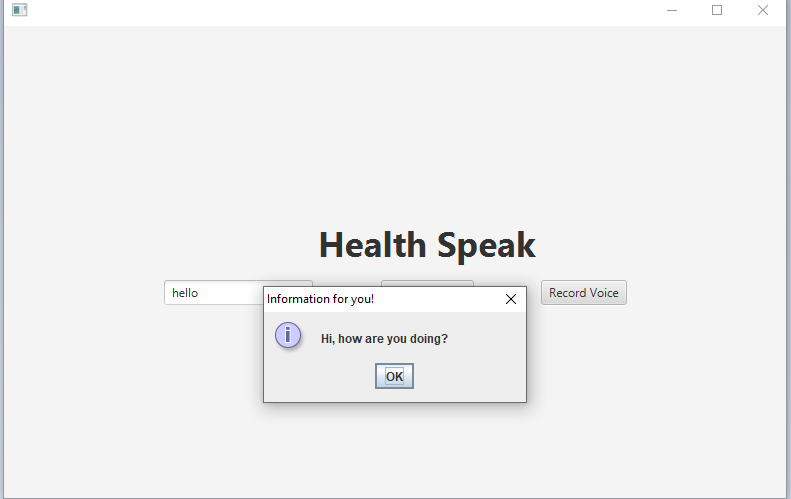 Health Speak
hello
Record Voice
Information for you!
Hi, how are you doing?
OK